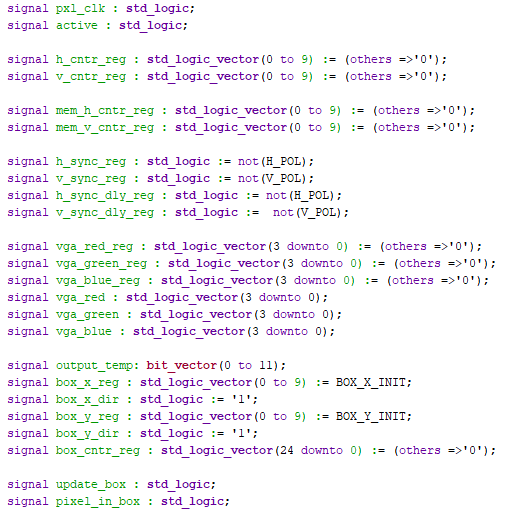 signal pxl_clk : std_logic;
signal active : std_logic;
signal h_cntr_reg : std_logic_vector(0 to 9) := (others =>'0');
signal v_cntr_reg : std_logic_vector(0 to 9) := (others =>'0');
signal mem_h_cntr_reg : std_logic_vector(0 to 9) := (others =>'0');
signal mem_v_cntr_reg : std_logic_vector(0 to 9) := (others =>'0');
signal h_sync_reg : std_logic := not(H_POL);
signal v_sync_reg : std_logic := not(V_POL);
signal h_sync_dly_reg : std_logic := not(H_POL);
signal v_sync_dly_reg : std_logic :=  not(V_POL);
signal vga_red_reg : std_logic_vector(3 downto 0) := (others =>'0');
signal vga_green_reg : std_logic_vector(3 downto 0) := (others =>'0');
signal vga_blue_reg : std_logic_vector(3 downto 0) := (others =>'0');
signal vga_red : std_logic_vector(3 downto 0);
signal vga_green : std_logic_vector(3 downto 0);
signal vga_blue : std_logic_vector(3 downto 0);
signal output_temp: bit_vector(0 to 11);
signal box_x_reg : std_logic_vector(0 to 9) := BOX_X_INIT;
signal box_x_dir : std_logic := '1';
signal box_y_reg : std_logic_vector(0 to 9) := BOX_Y_INIT;
signal box_y_dir : std_logic := '1';
signal box_cntr_reg : std_logic_vector(24 downto 0) := (others =>'0');
signal update_box : std_logic;
signal pixel_in_box : std_logic;